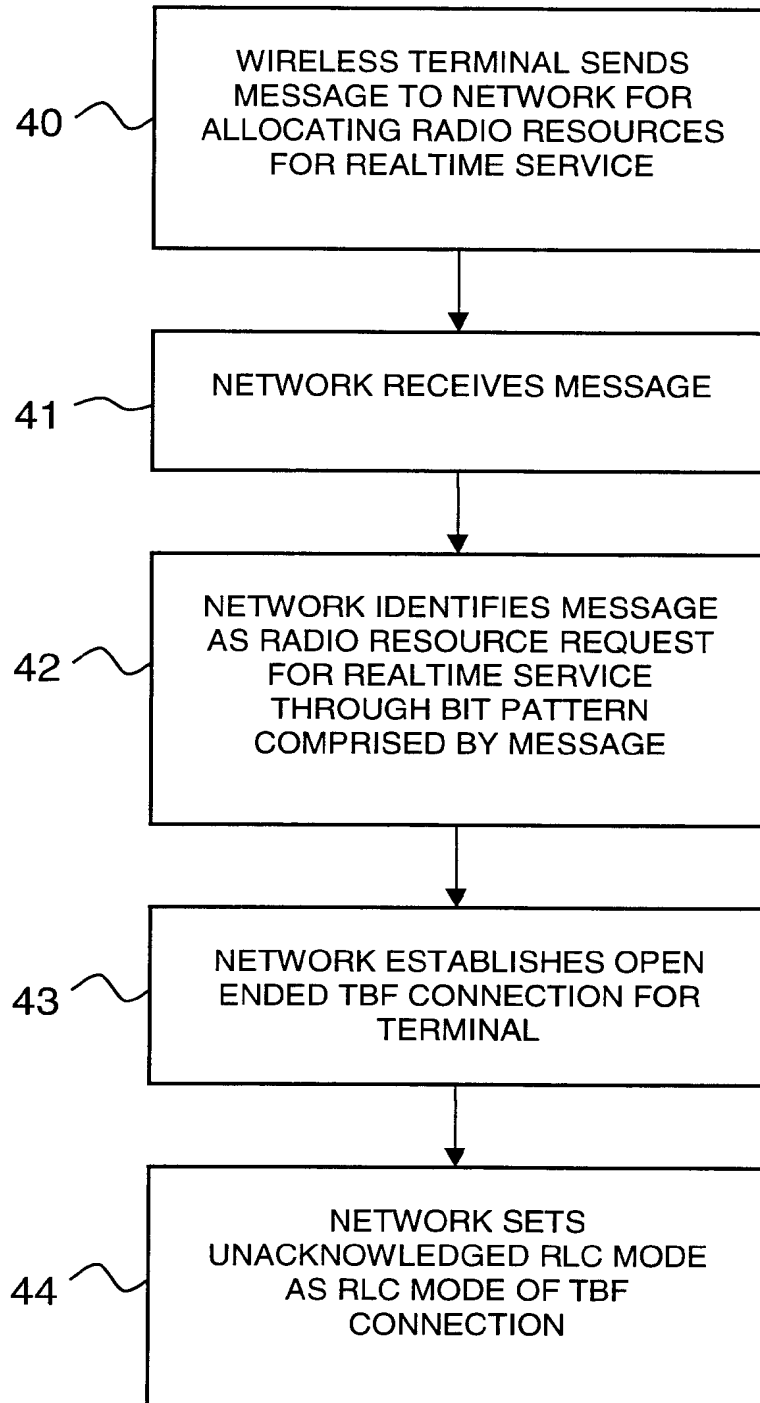 40
WIRELESS TERMINAL SENDS
MESSAGE TO NETWORK FOR
ALLOCATING RADIO RESOURCES
FOR REALTIME SERVICE
41
NETWORK RECEIVES MESSAGE
42
NETWORK IDENTIFIES MESSAGE
AS RADIO RESOURCE REQUEST
FOR REALTIME SERVICE
THROUGH BIT PATTERN
COMPRISED BY MESSAGE
43
NETWORK ESTABLISHES OPEN
ENDED TBF CONNECTION FOR
TERMINAL
44
NETWORK SETS
UNACKNOWLEDGED RLC MODE
AS RLC MODE OF TBF
CONNECTION